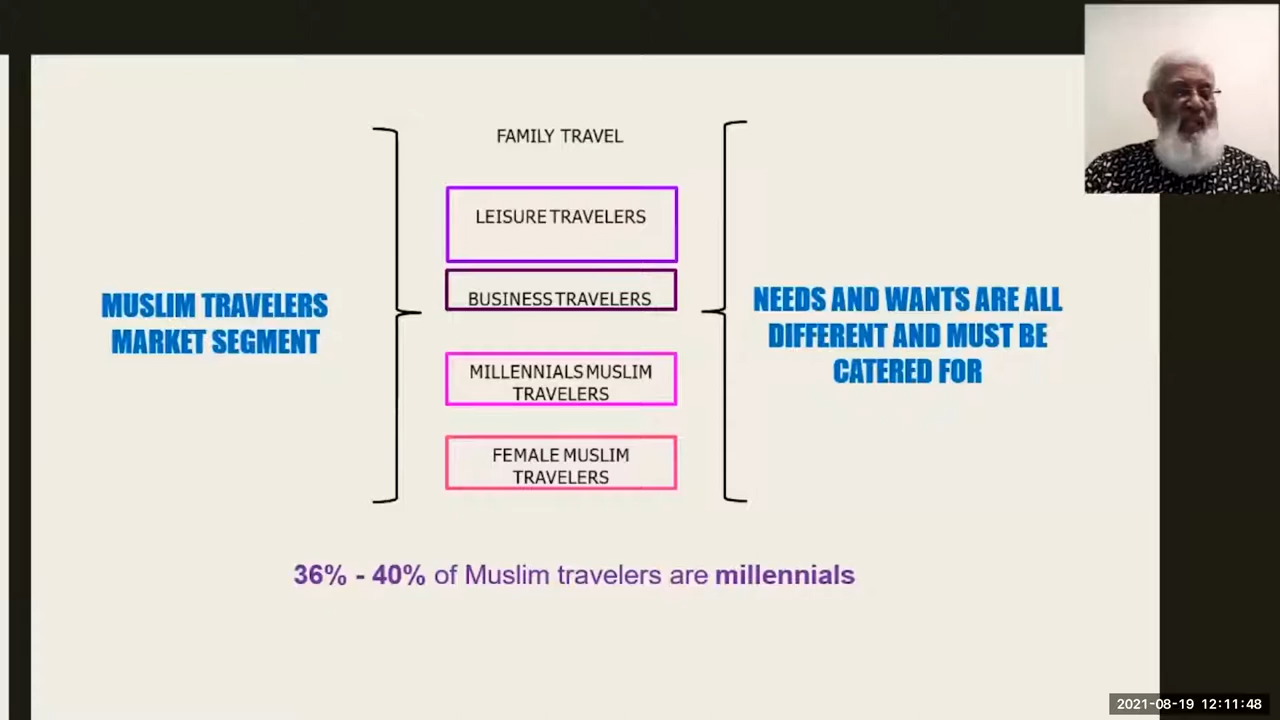 FAMILY TRAVEL
LEISURE TRAVELERS
BUSINESS TRAVELERS
MILLENNIALS MUSLIM
TRAVELERS
FEMALE MUSLIM
TRAVELERS
MUSLIM TRAVELERS
MARKET SEGMENT
NEEDS AND WANTS ARE ALL
DIFFERENT AND MUST BE
CATERED FOR
36% - 40% of Muslim travelers are millennials
2021-08-19 12:11:48